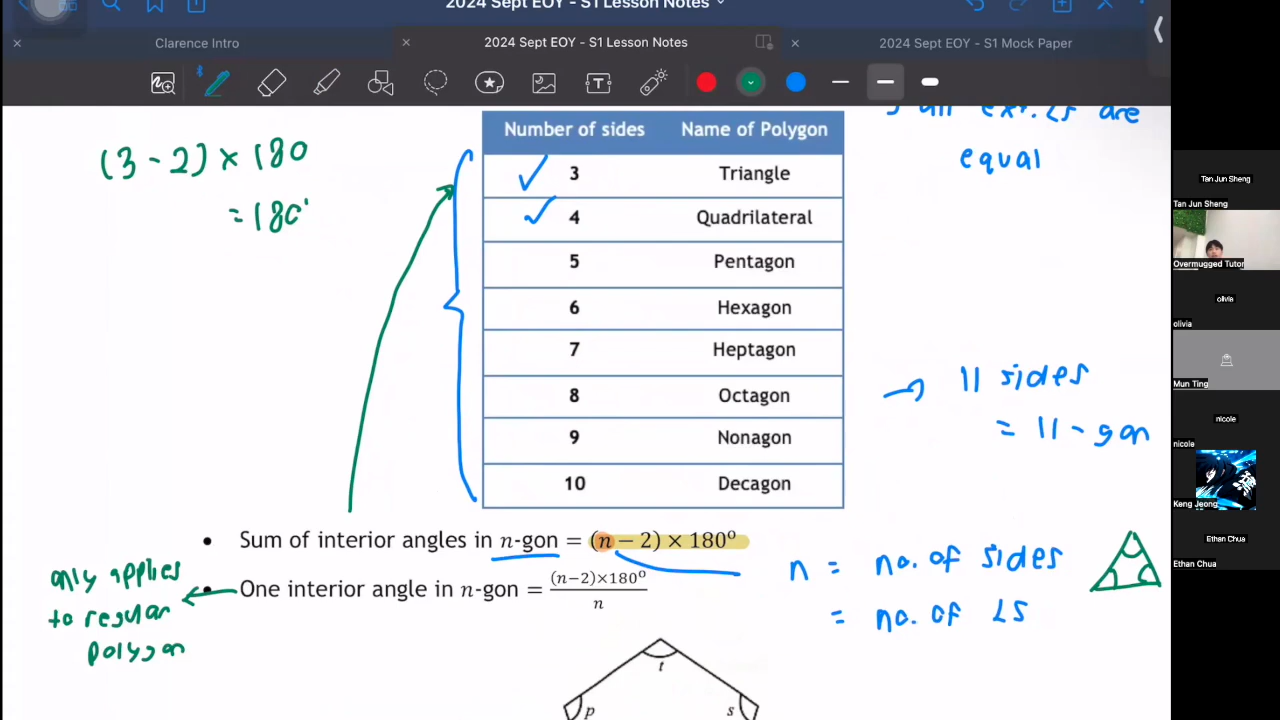 2024 Sept EOY - S1 Lesson Notes
Clarence Intro
2024 Sept EOY - S1 Lesson Notes
2024 Sept EOY - S1 Mock Paper
all ext. ∠s are
equal
(3 - 2) × 180
= 180°
Number of sides Name of Polygon
3 Triangle
4 Quadrilateral
5 Pentagon
6 Hexagon
7 Heptagon
8 Octagon
9 Nonagon
10 Decagon
→ 11 sides
= 11-gon
• Sum of interior angles in n-gon = (n − 2) × 180°
• One interior angle in n-gon = (n−2)×180° / n
only applies
to regular
polygon
n = no. of sides
= no. of ∠s
t
p
s
Tan Jun Sheng
Tan Jun Sheng
Overmugged Tutor
olivia
olivia
Mun Ting
nicole
nicole
Keng Jeong
Ethan Chua
Ethan Chua